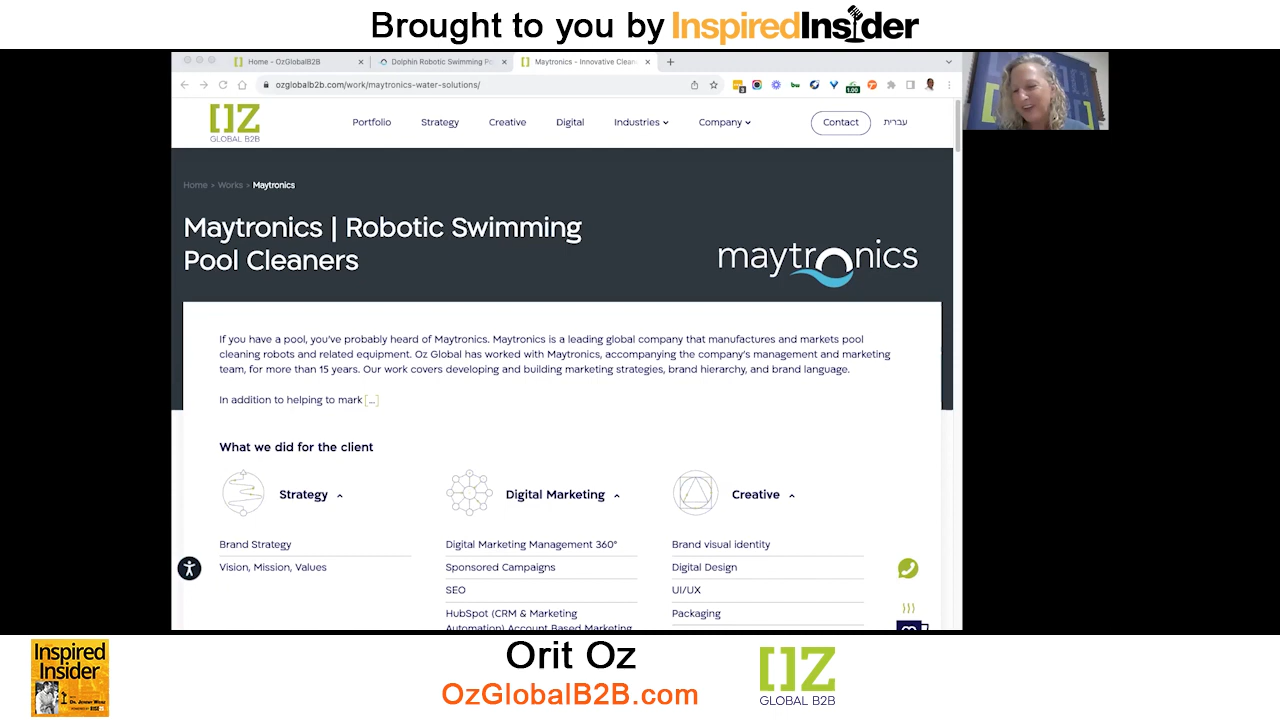 Brought to you by InspiredInsider
Home - OzGlobalB2B
Dolphin Robotic Swimming Po
Maytronics - Innovative Clean
ozglobalb2b.com/work/maytronics-water-solutions/
OZ
GLOBAL B2B
Portfolio
Strategy
Creative
Digital
Industries
Company
Contact
עברית
Home » Works » Maytronics
Maytronics | Robotic Swimming
Pool Cleaners
maytronics
If you have a pool, you've probably heard of Maytronics. Maytronics is a leading global company that manufactures and markets pool
cleaning robots and related equipment. Oz Global has worked with Maytronics, accompanying the company's management and marketing
team, for more than 15 years. Our work covers developing and building marketing strategies, brand hierarchy, and brand language.
In addition to helping to mark [...]
What we did for the client
Strategy
Digital Marketing
Creative
Brand Strategy
Vision, Mission, Values
Digital Marketing Management 360°
Sponsored Campaigns
SEO
HubSpot (CRM & Marketing
Automation) Account Based Marketing
Brand visual identity
Digital Design
UI/UX
Packaging
Inspired
Insider
Orit Oz
OzGlobalB2B.com
OZ
GLOBAL B2B